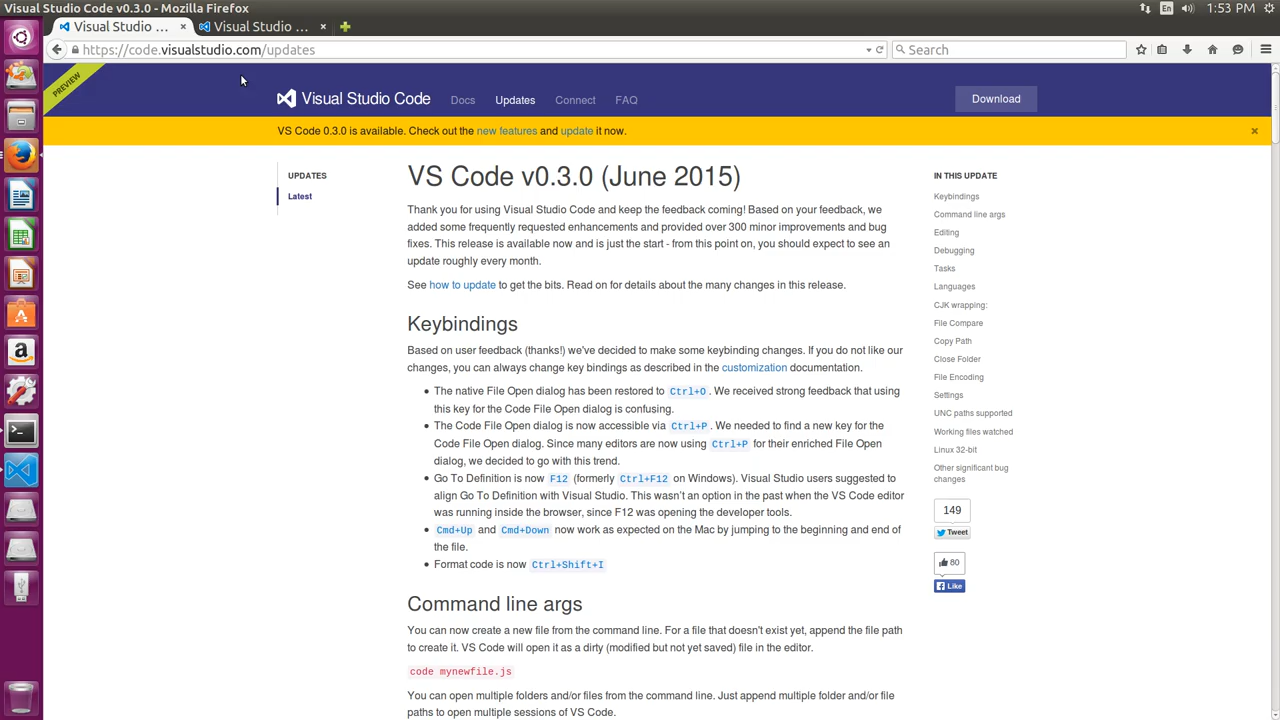 Visual Studio Code v0.3.0 - Mozilla Firefox
En
1:53 PM
Visual Studio ...
Visual Studio ...
https://code.visualstudio.com/updates
Search
PREVIEW
Visual Studio Code
Docs
Updates
Connect
FAQ
Download
VS Code 0.3.0 is available. Check out the new features and update it now.
UPDATES
Latest
VS Code v0.3.0 (June 2015)
Thank you for using Visual Studio Code and keep the feedback coming! Based on your feedback, we
added some frequently requested enhancements and provided over 300 minor improvements and bug
fixes. This release is available now and is just the start - from this point on, you should expect to see an
update roughly every month.
See how to update to get the bits. Read on for details about the many changes in this release.
Keybindings
Based on user feedback (thanks!) we've decided to make some keybinding changes. If you do not like our
changes, you can always change key bindings as described in the customization documentation.
• The native File Open dialog has been restored to Ctrl+O . We received strong feedback that using
this key for the Code File Open dialog is confusing.
• The Code File Open dialog is now accessible via Ctrl+P . We needed to find a new key for the
Code File Open dialog. Since many editors are now using Ctrl+P for their enriched File Open
dialog, we decided to go with this trend.
• Go To Definition is now F12 (formerly Ctrl+F12 on Windows). Visual Studio users suggested to
align Go To Definition with Visual Studio. This wasn't an option in the past when the VS Code editor
was running inside the browser, since F12 was opening the developer tools.
• Cmd+Up and Cmd+Down now work as expected on the Mac by jumping to the beginning and end of
the file.
• Format code is now Ctrl+Shift+I
Command line args
You can now create a new file from the command line. For a file that doesn't exist yet, append the file path
to create it. VS Code will open it as a dirty (modified but not yet saved) file in the editor.
code mynewfile.js
You can open multiple folders and/or files from the command line. Just append multiple folder and/or file
paths to open multiple sessions of VS Code.
IN THIS UPDATE
Keybindings
Command line args
Editing
Debugging
Tasks
Languages
CJK wrapping:
File Compare
Copy Path
Close Folder
File Encoding
Settings
UNC paths supported
Working files watched
Linux 32-bit
Other significant bug
changes
149
Tweet
80
Like